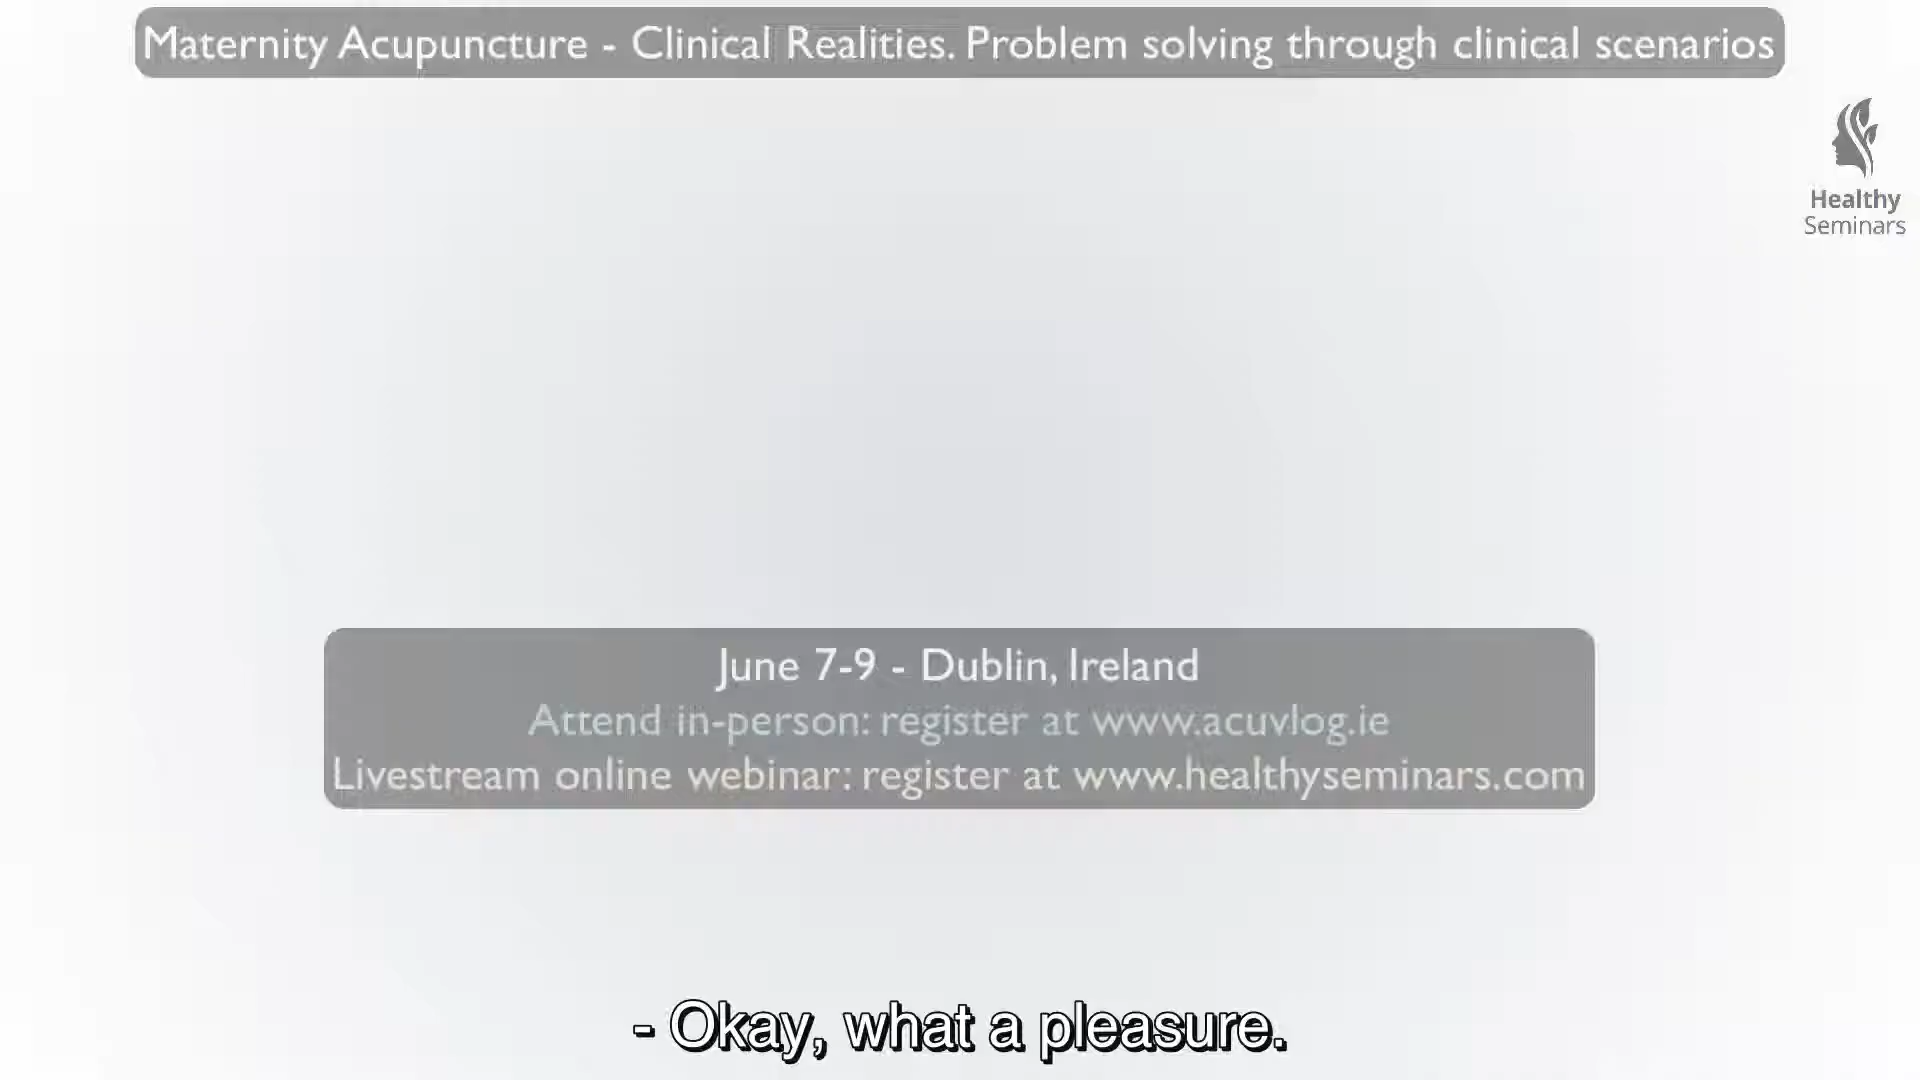 Maternity Acupuncture - Clinical Realities. Problem solving through clinical scenarios
Healthy
Seminars
June 7-9 - Dublin, Ireland
Attend in-person: register at www.acuvlog.ie
Livestream online webinar: register at www.healthyseminars.com
- Okay, what a pleasure.